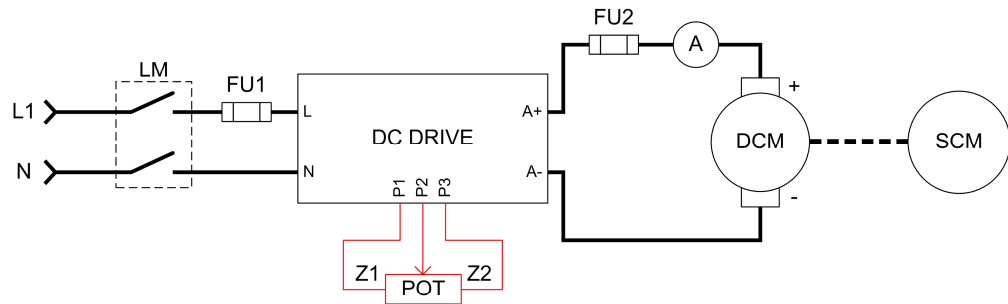 FU2
A
LM
FU1
L1
L
A+
+
DC DRIVE
DCM
SCM
N
N
A-
P1
P2
P3
-
Z1
Z2
POT